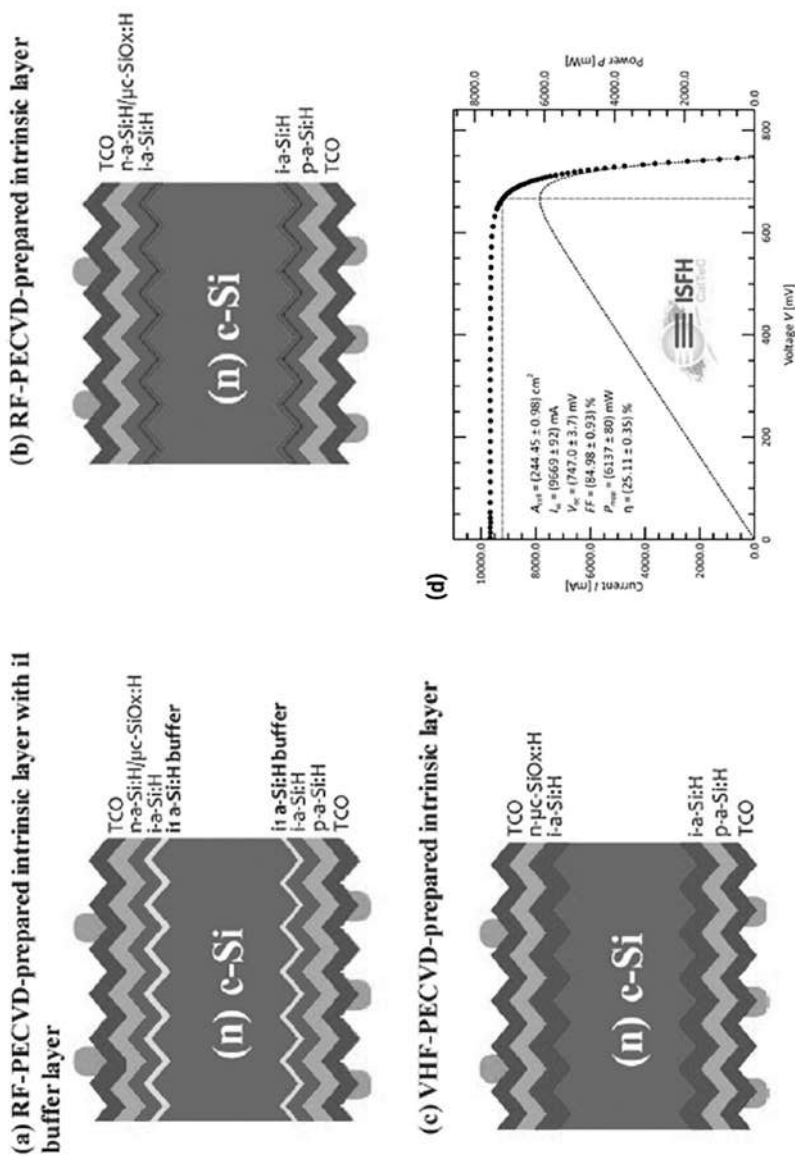 (a) RF-PECVD-prepared intrinsic layer with i1
buffer layer
TCO
n-a-Si:H/μc-SiOx:H
i-a-Si:H
i1 a-Si:H buffer
(n) c-Si
i1 a-Si:H buffer
i-a-Si:H
p-a-Si:H
TCO
(b) RF-PECVD-prepared intrinsic layer
TCO
n-a-Si:H/μc-SiOx:H
i-a-Si:H
(n) c-Si
i-a-Si:H
p-a-Si:H
TCO
(c) VHF-PECVD-prepared intrinsic layer
TCO
n-μc-SiOx:H
i-a-Si:H
(n) c-Si
i-a-Si:H
p-a-Si:H
TCO
(d)
Current I [mA]
10000.0
8000.0
6000.0
4000.0
2000.0
0.0
Power P [mW]
8000.0
6000.0
4000.0
2000.0
0.0
A cell = (244.45 ± 0.98) cm²
I sc = (9669 ± 92) mA
V oc = (747.0 ± 3.7) mV
FF = (84.98 ± 0.93) %
P mpp = (6137 ± 80) mW
η = (25.11 ± 0.35) %
ISFH
CalTeC
0 200 400 600 800
Voltage V [mV]